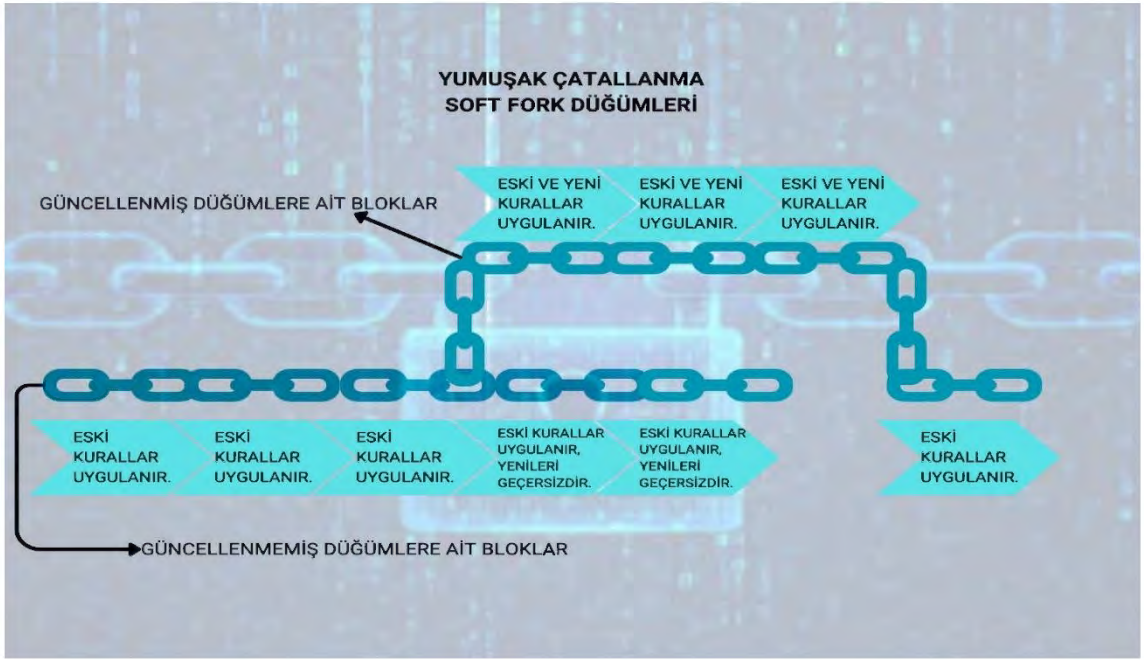 YUMUŞAK ÇATALLANMA
SOFT FORK DÜĞÜMLERİ
GÜNCELLENMİŞ DÜĞÜMLERE AİT BLOKLAR
ESKİ VE YENİ
KURALLAR
UYGULANIR.
ESKİ VE YENİ
KURALLAR
UYGULANIR.
ESKİ VE YENİ
KURALLAR
UYGULANIR.
ESKİ
KURALLAR
UYGULANIR.
ESKİ
KURALLAR
UYGULANIR.
ESKİ
KURALLAR
UYGULANIR.
ESKİ KURALLAR
UYGULANIR,
YENİLERİ
GEÇERSİZDİR.
ESKİ KURALLAR
UYGULANIR,
YENİLERİ
GEÇERSİZDİR.
ESKİ
KURALLAR
UYGULANIR.
GÜNCELLENMEMİŞ DÜĞÜMLERE AİT BLOKLAR